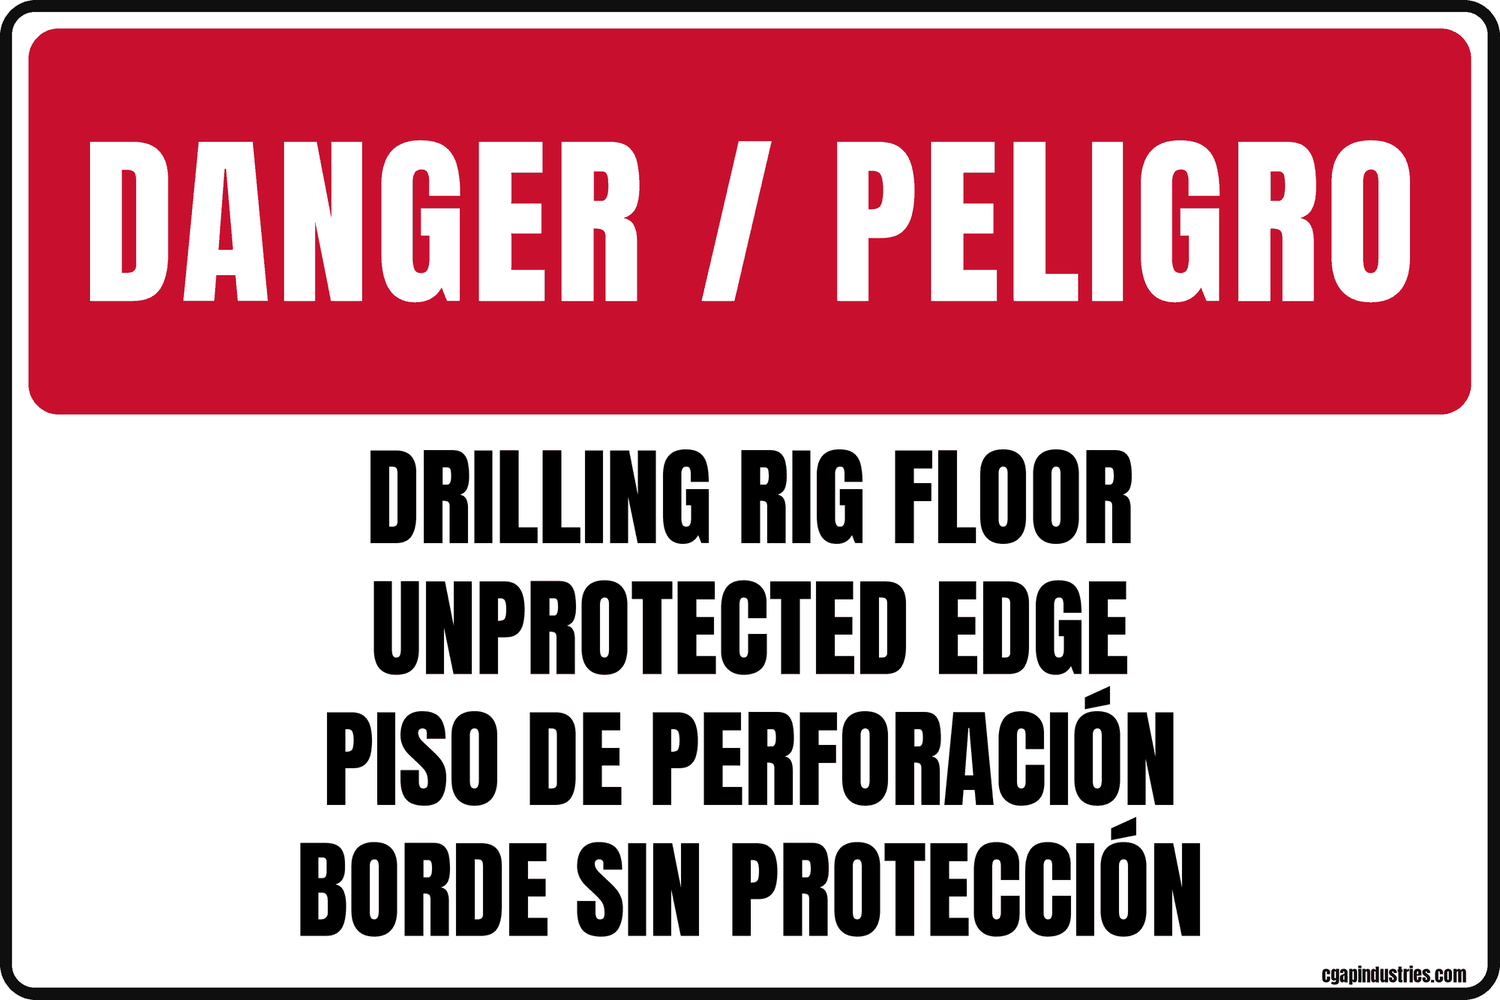 DANGER / PELIGRO
DRILLING RIG FLOOR
UNPROTECTED EDGE
PISO DE PERFORACIÓN
BORDE SIN PROTECCIÓN
cgapindustries.com